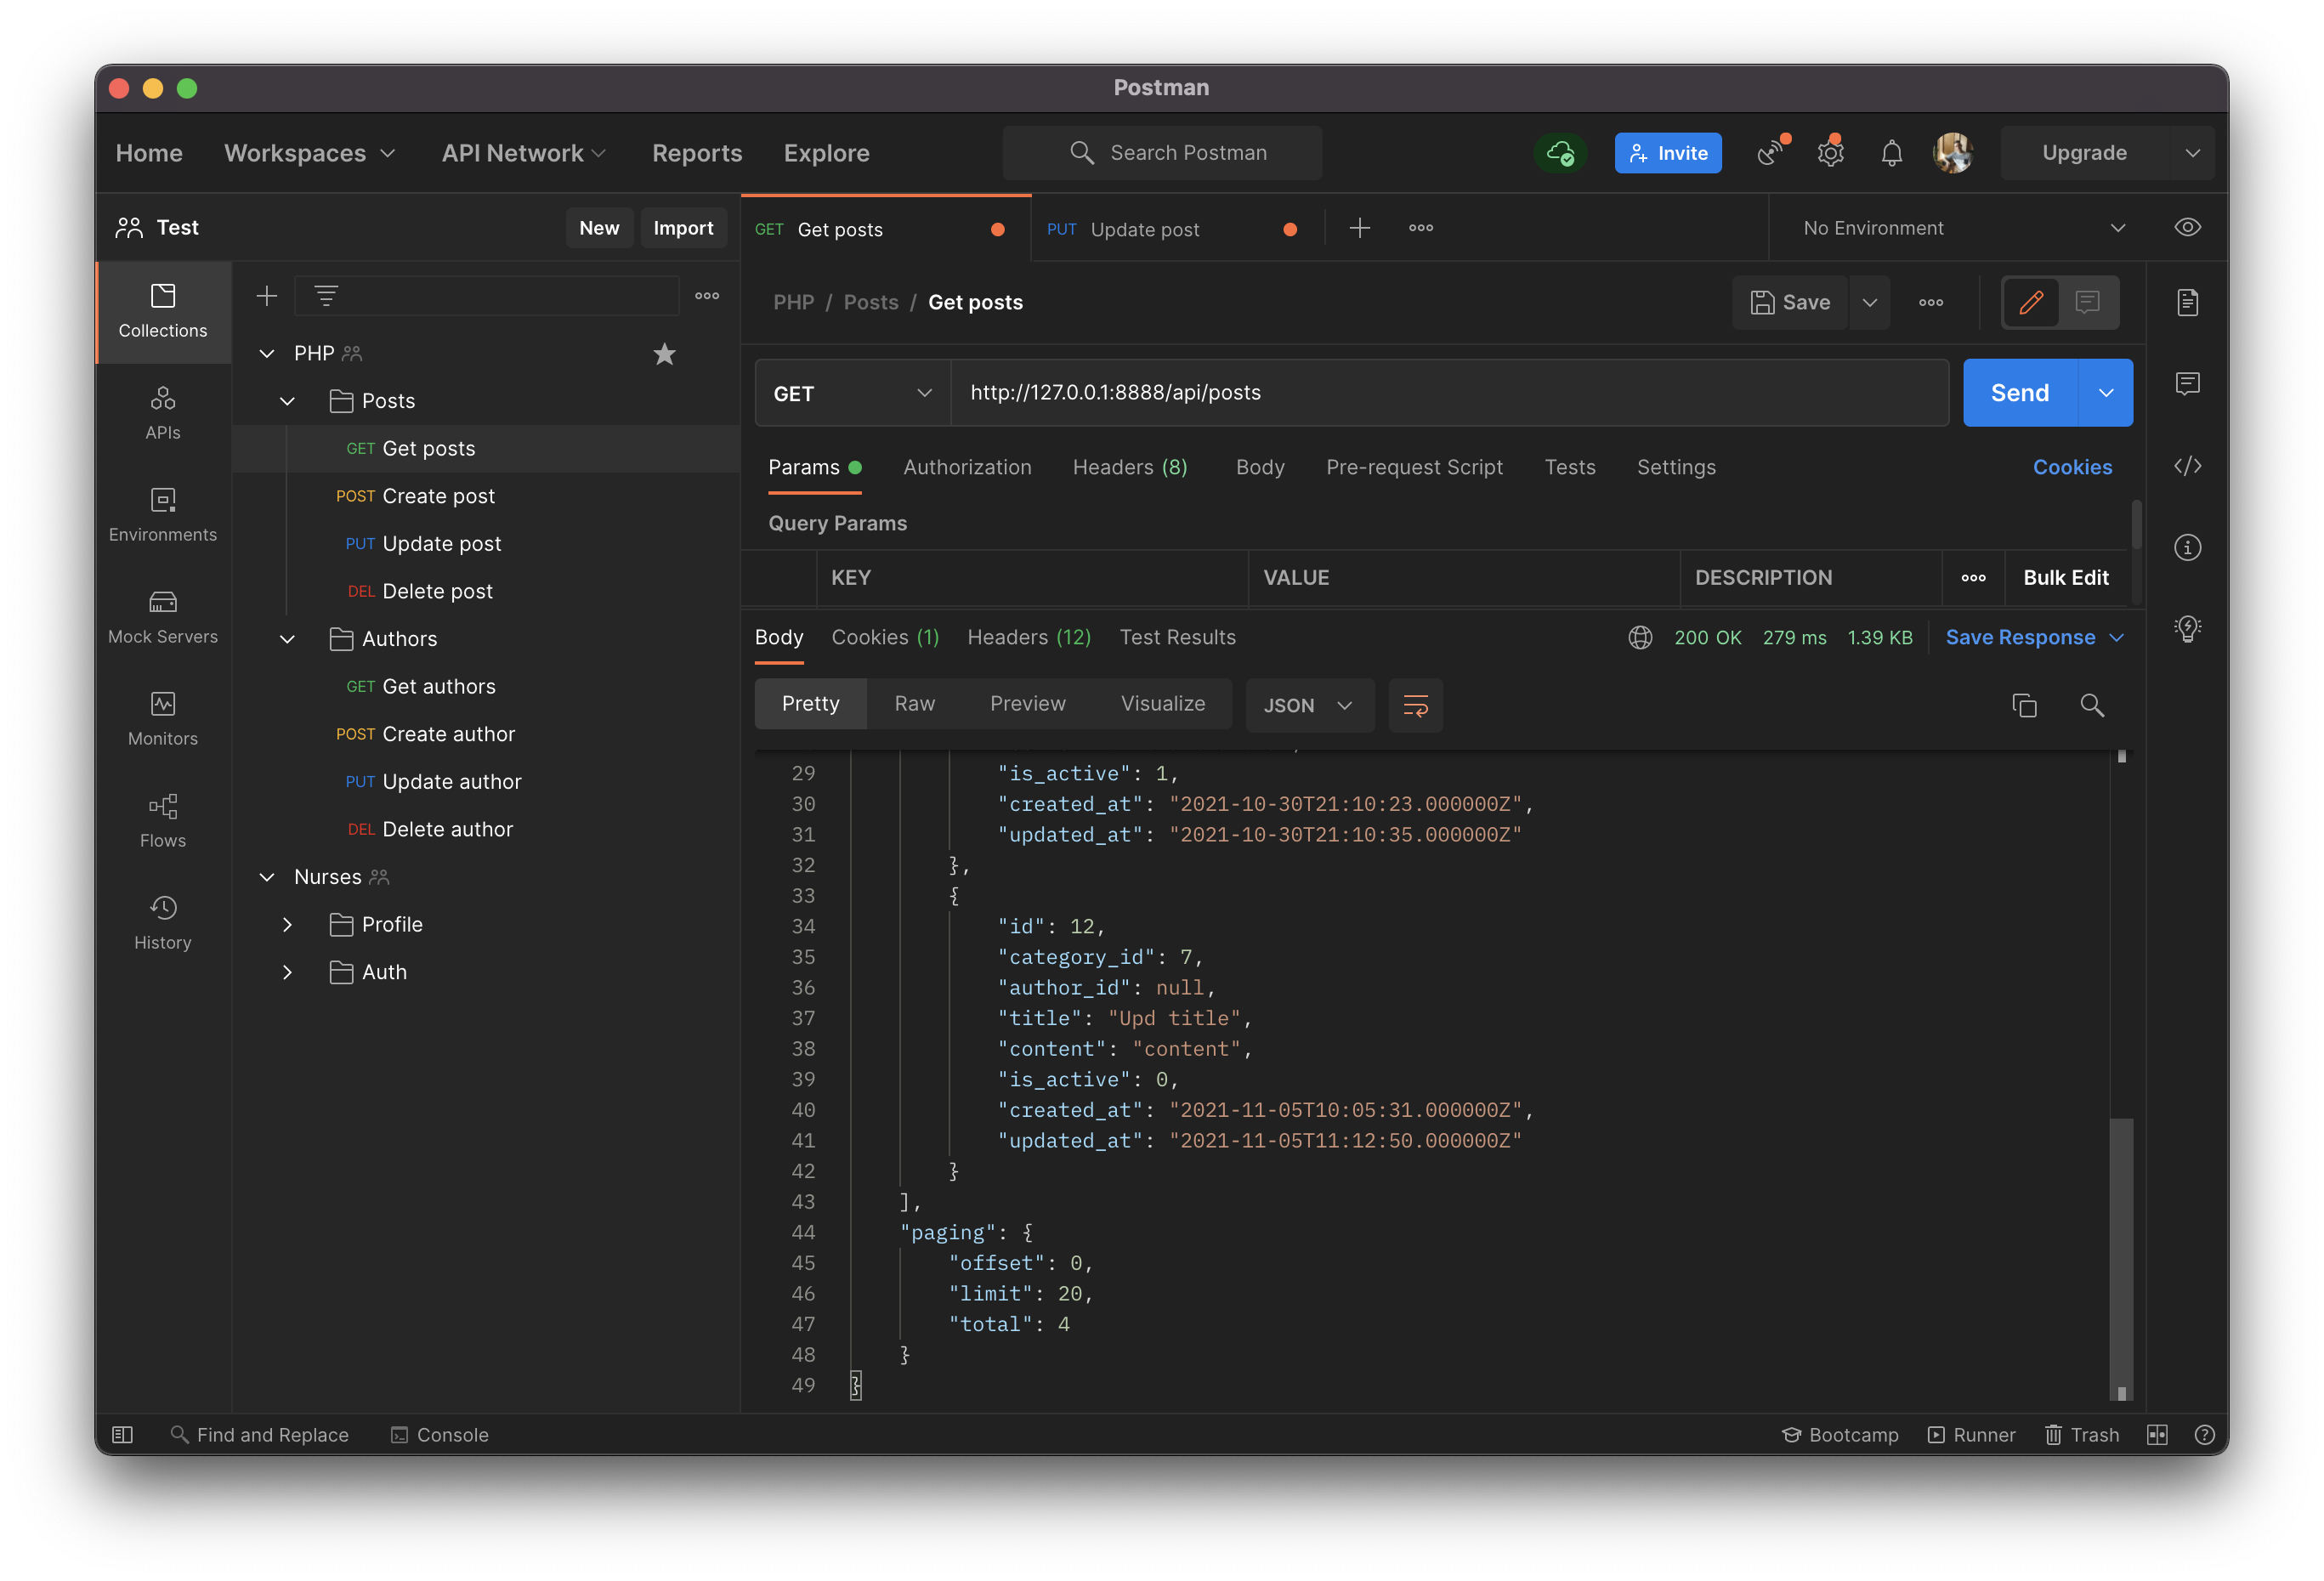 Postman
Home Workspaces API Network Reports Explore Search Postman Invite Upgrade
Test New Import
GET Get posts PUT Update post No Environment
Collections
APIs
Environments
Mock Servers
Monitors
Flows
History
PHP
Posts
GET Get posts
POST Create post
PUT Update post
DEL Delete post
Authors
GET Get authors
POST Create author
PUT Update author
DEL Delete author
Nurses
Profile
Auth
PHP / Posts / Get posts Save
GET http://127.0.0.1:8888/api/posts Send
Params Authorization Headers (8) Body Pre-request Script Tests Settings Cookies
Query Params
KEY VALUE DESCRIPTION Bulk Edit
Body Cookies (1) Headers (12) Test Results 200 OK 279 ms 1.39 KB Save Response
Pretty Raw Preview Visualize JSON
29 "is_active": 1,
30 "created_at": "2021-10-30T21:10:23.000000Z",
31 "updated_at": "2021-10-30T21:10:35.000000Z"
32 },
33 {
34 "id": 12,
35 "category_id": 7,
36 "author_id": null,
37 "title": "Upd title",
38 "content": "content",
39 "is_active": 0,
40 "created_at": "2021-11-05T10:05:31.000000Z",
41 "updated_at": "2021-11-05T11:12:50.000000Z"
42 }
43 ],
44 "paging": {
45 "offset": 0,
46 "limit": 20,
47 "total": 4
48 }
49 }
Find and Replace Console Bootcamp Runner Trash